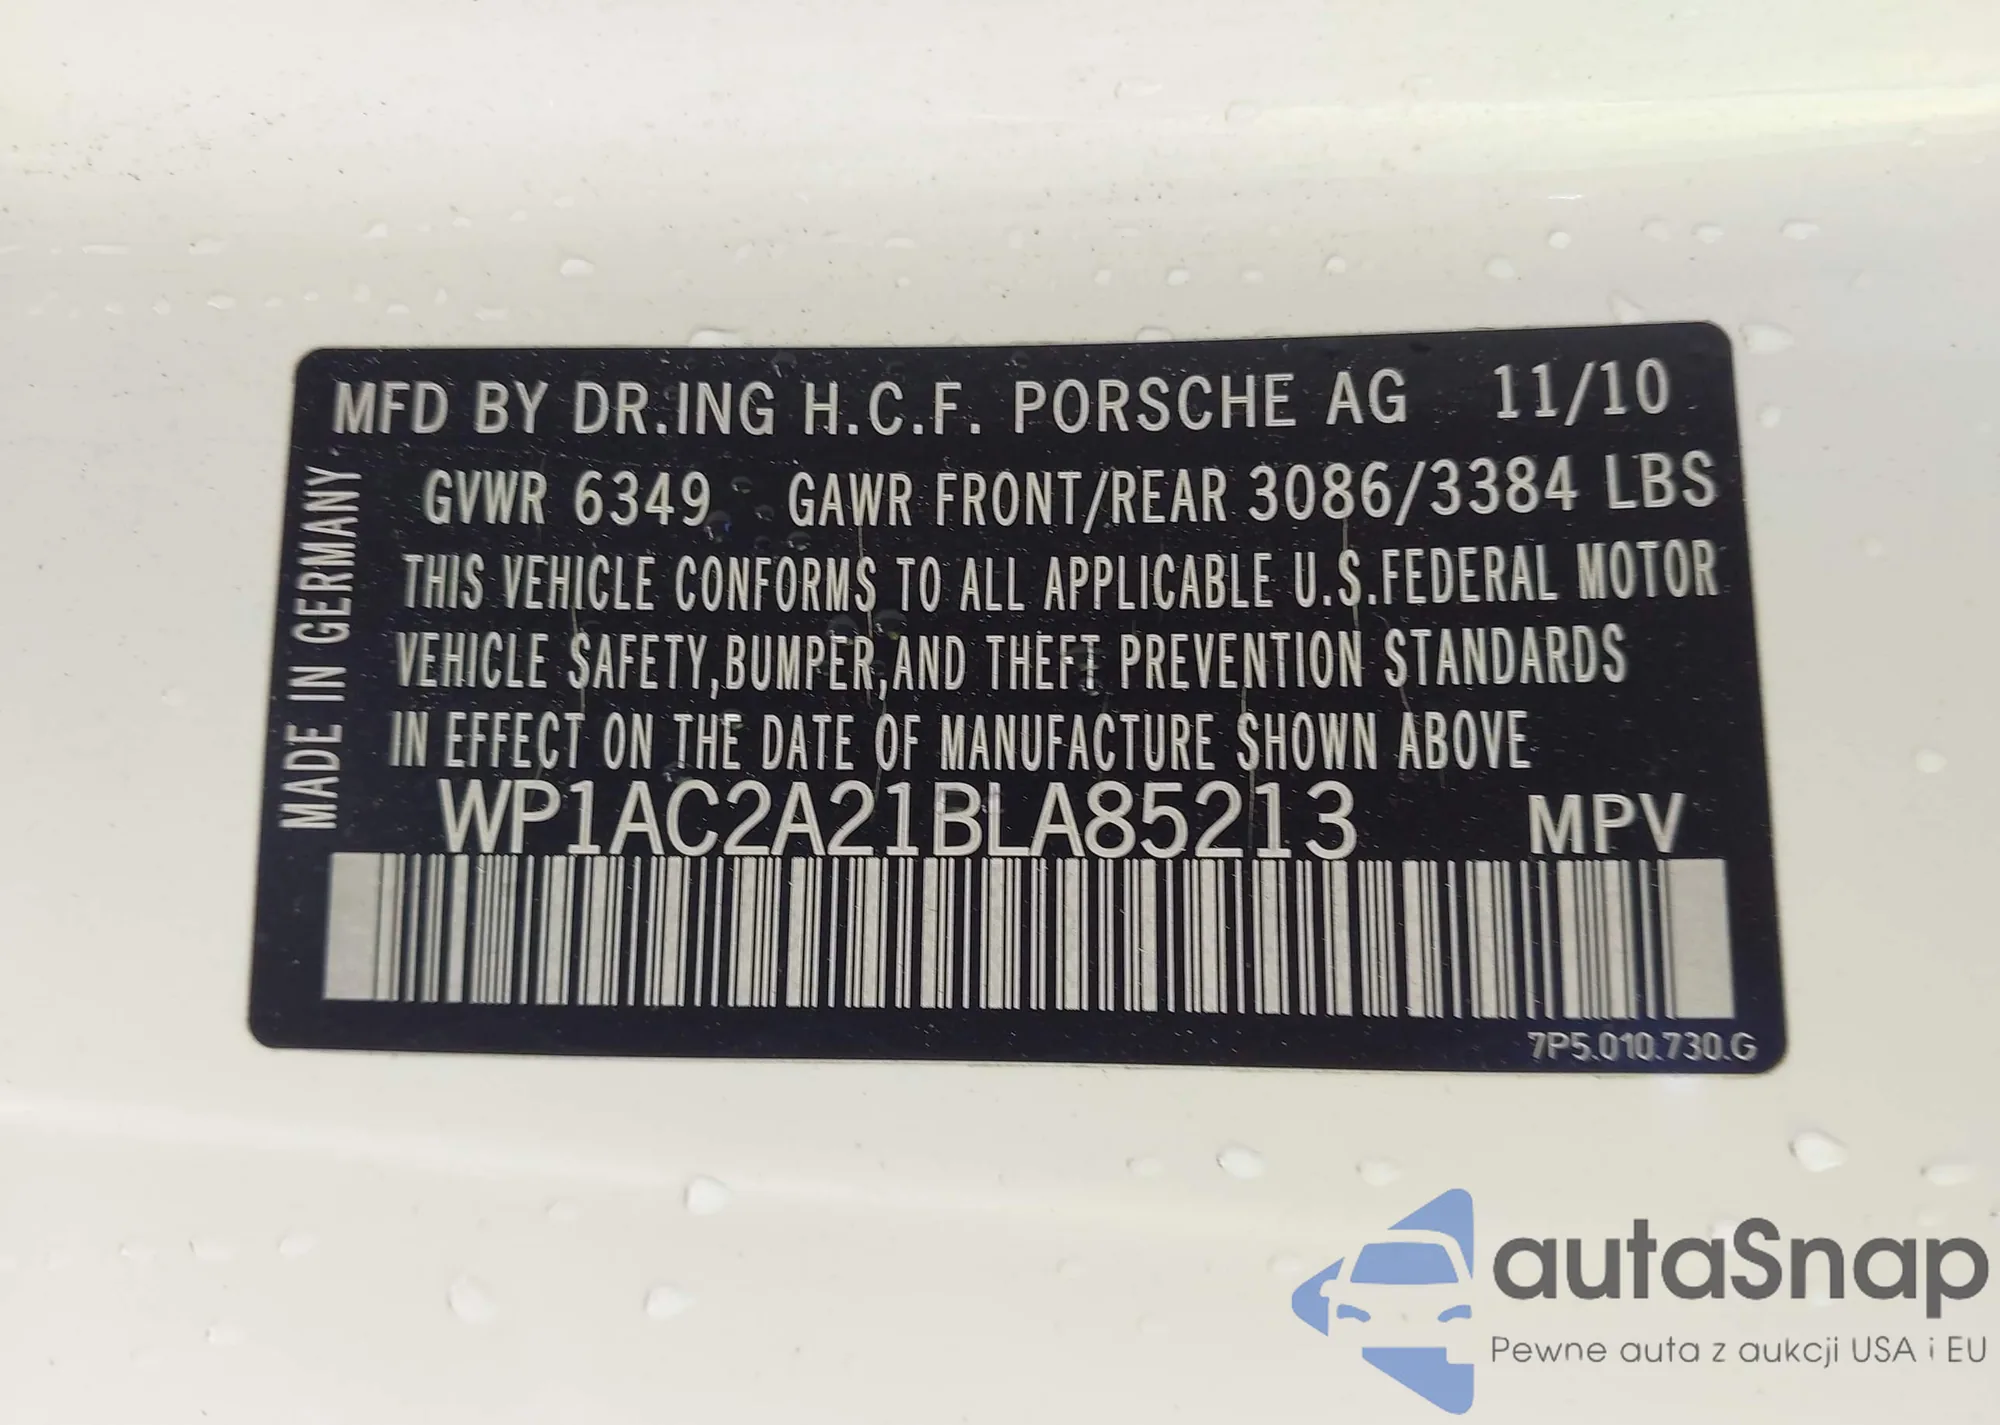 MFD BY DR.ING H.C.F. PORSCHE AG 11/10
GVWR 6349 GAWR FRONT/REAR 3086/3384 LBS
THIS VEHICLE CONFORMS TO ALL APPLICABLE U.S.FEDERAL MOTOR
VEHICLE SAFETY,BUMPER,AND THEFT PREVENTION STANDARDS
IN EFFECT ON THE DATE OF MANUFACTURE SHOWN ABOVE
WP1AC2A21BLA85213 MPV
MADE IN GERMANY
7P5.010.730.G
autaSnap
Pewne auta z aukcji USA i EU